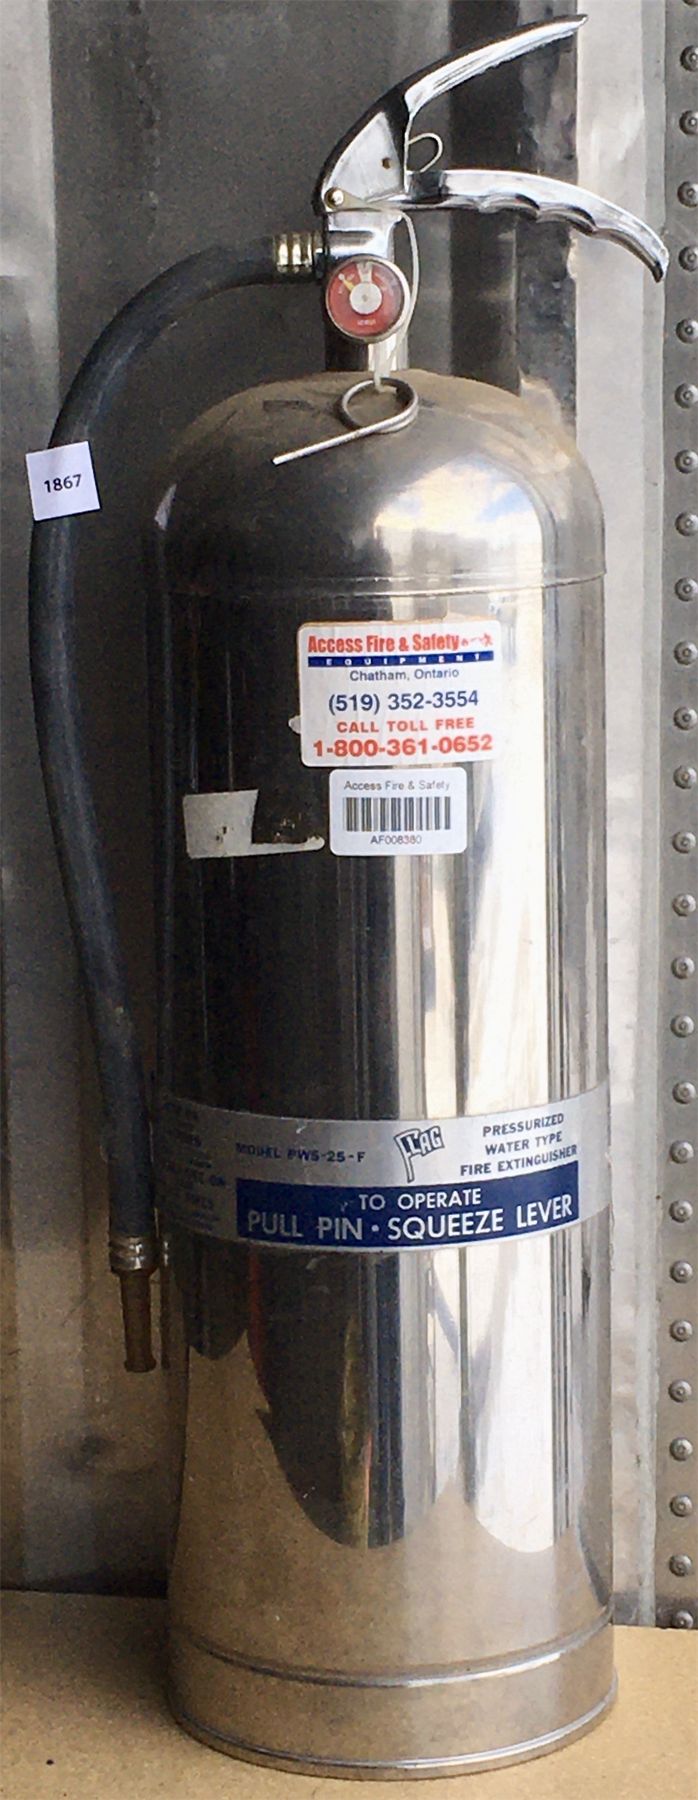 1867
Access Fire & Safety
EQUIPMENT
Chatham, Ontario
(519) 352-3554
CALL TOLL FREE
1-800-361-0652
Access Fire & Safety
AF008380
MODEL PWS-25-F
FLAG
PRESSURIZED
WATER TYPE
FIRE EXTINGUISHER
TO OPERATE
PULL PIN · SQUEEZE LEVER